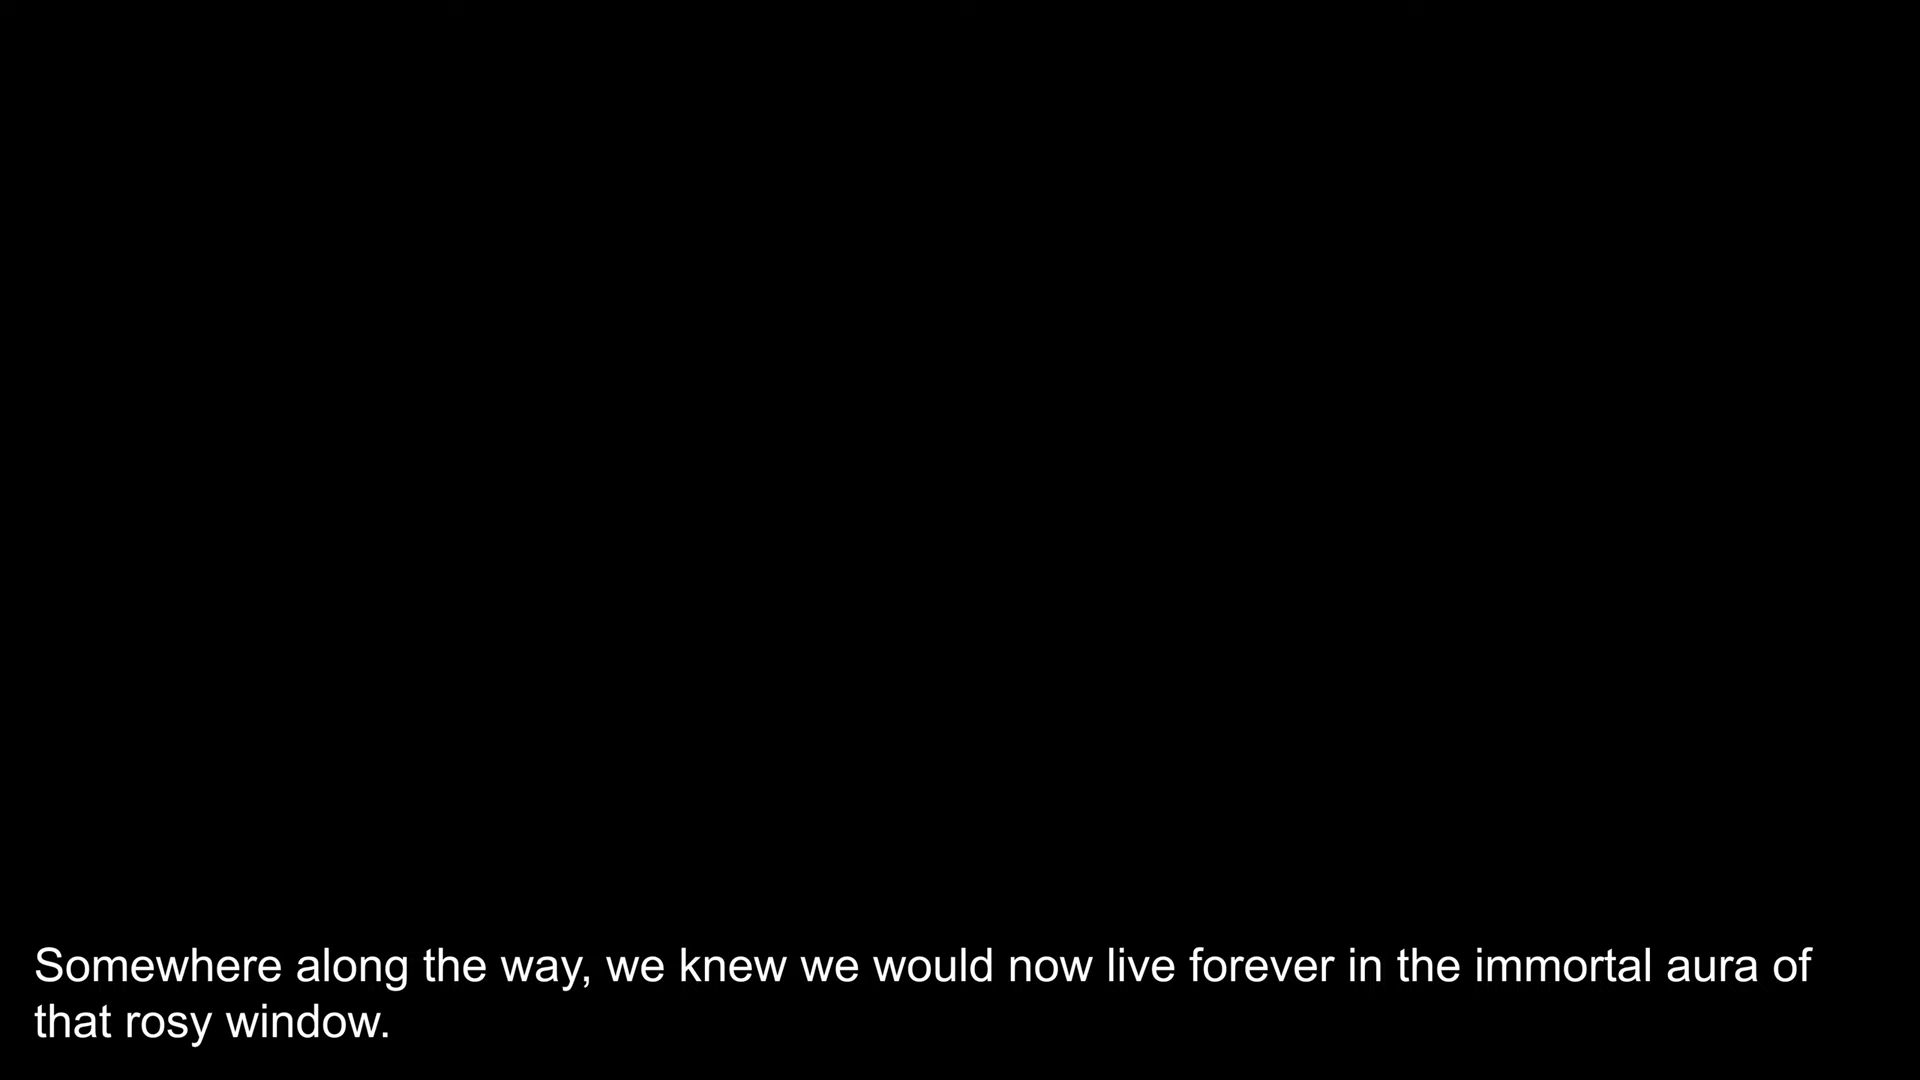 Somewhere along the way, we knew we would now live forever in the immortal aura of
that rosy window.